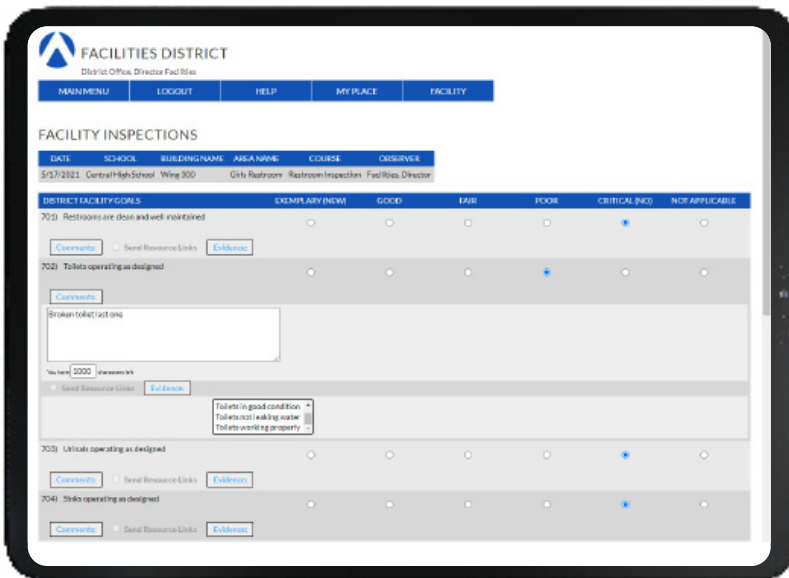 FACILITIES DISTRICT
District Office, Director Facilities
MAIN MENU LOGOUT HELP MY PLACE FACILITY
FACILITY INSPECTIONS
DATE SCHOOL BUILDING NAME AREA NAME COURSE OBSERVER
5/17/2021 Central High School Wing 300 Girls Restroom Restroom Inspection Facilities, Director
DISTRICT FACILITY GOALS EXEMPLARY (NEW) GOOD FAIR POOR CRITICAL (NO) NOT APPLICABLE
701) Restrooms are clean and well maintained
Comments: Send Resource Links Evidence:
702) Toilets operating as designed
Comments:
Broken toilet last one
You have 1000 characters left
Send Resource Links Evidence:
Toilets in good condition
Toilets not leaking water
Toilets working properly
703) Urinals operating as designed
Comments: Send Resource Links Evidence:
704) Sinks operating as designed
Comments: Send Resource Links Evidence: